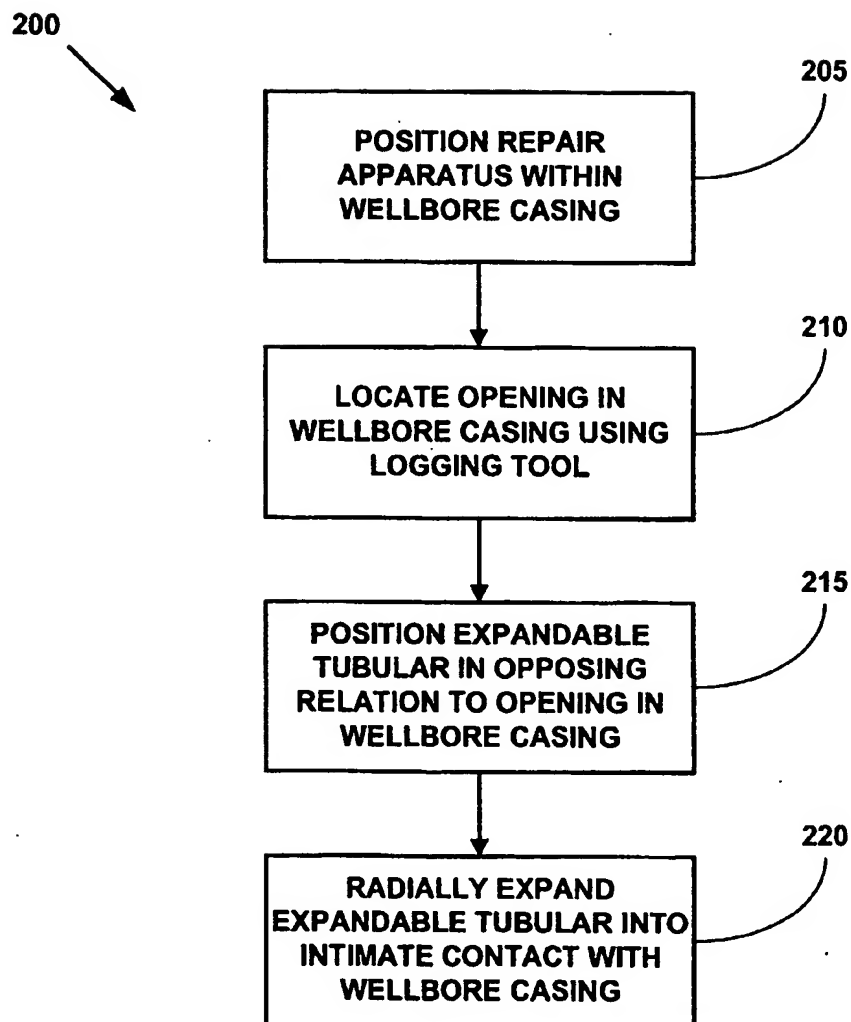 200
205
POSITION REPAIR
APPARATUS WITHIN
WELLBORE CASING
210
LOCATE OPENING IN
WELLBORE CASING USING
LOGGING TOOL
215
POSITION EXPANDABLE
TUBULAR IN OPPOSING
RELATION TO OPENING IN
WELLBORE CASING
220
RADIALLY EXPAND
EXPANDABLE TUBULAR INTO
INTIMATE CONTACT WITH
WELLBORE CASING